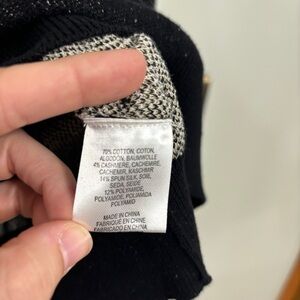 70% COTTON, COTON,
ALGODON, BAUMWOLLE
4% CASHMERE, CACHEMIRE,
CACHEMIR, KASCHMIR
14% SPUN SILK, SOIE,
SEDA, SEIDE
12% POLYAMIDE,
POLYAMIDE, POLIAMIDA
POLYAMID
MADE IN CHINA
FABRIQUÉ EN CHINE
FABRICADO EN CHINA